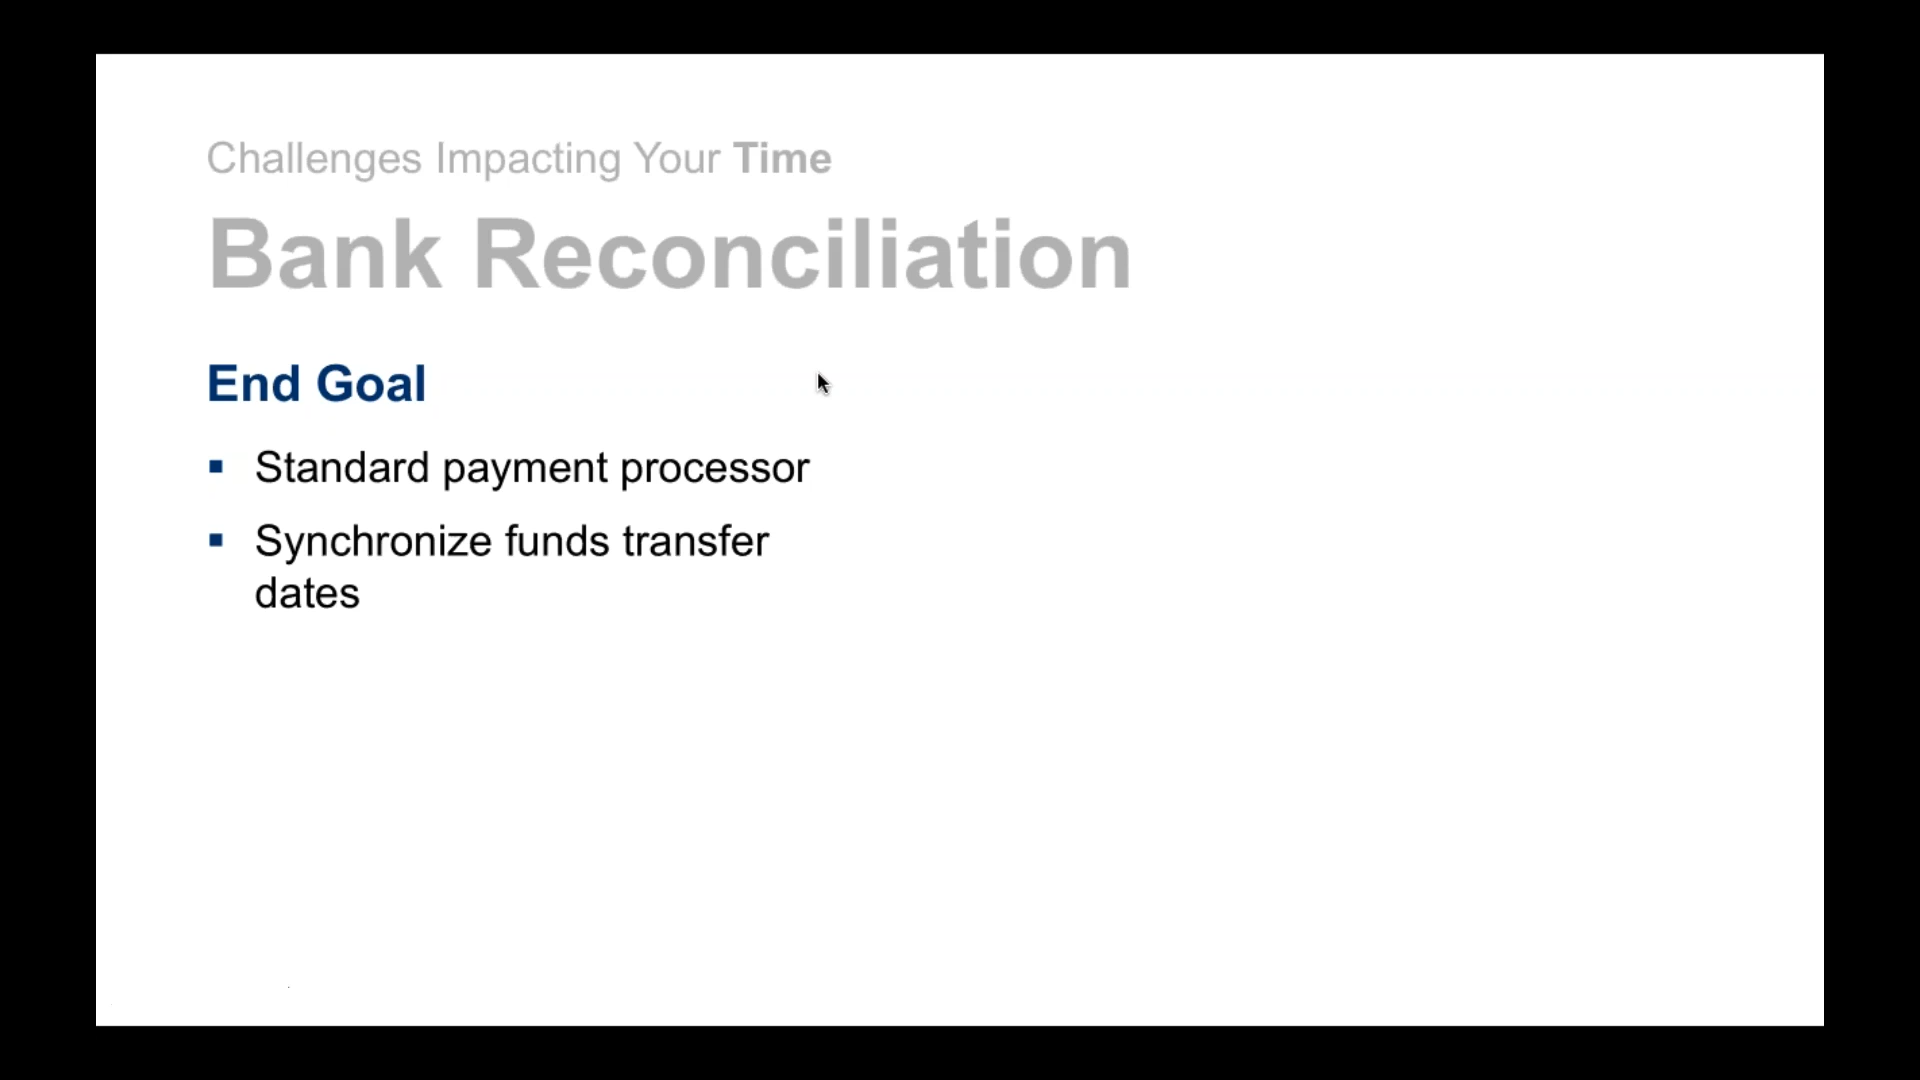 Challenges Impacting Your Time
Bank Reconciliation
End Goal
▪ Standard payment processor
▪ Synchronize funds transfer
dates